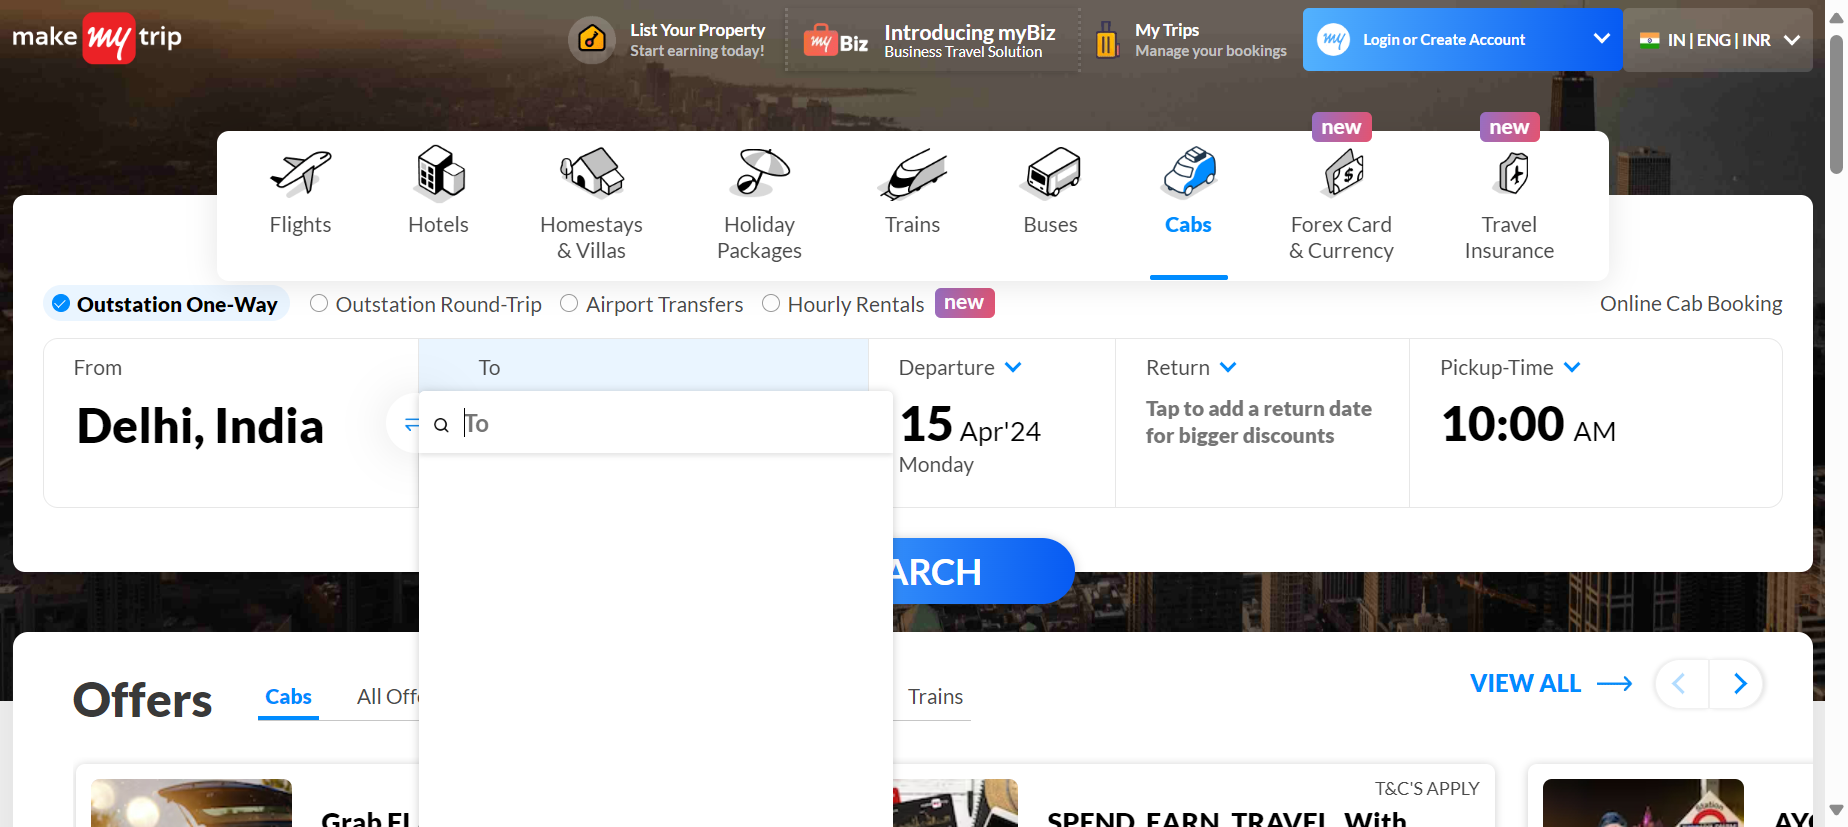 make my trip
List Your Property
Start earning today!
my Biz
Introducing myBiz
Business Travel Solution
My Trips
Manage your bookings
my Login or Create Account
IN | ENG | INR
new
new
Flights
Hotels
Homestays
& Villas
Holiday
Packages
Trains
Buses
Cabs
Forex Card
& Currency
Travel
Insurance
Outstation One-Way
Outstation Round-Trip
Airport Transfers
Hourly Rentals
new
Online Cab Booking
From
Delhi, India
To
To
Departure
15 Apr'24
Monday
Return
Tap to add a return date
for bigger discounts
Pickup-Time
10:00 AM
ARCH
Offers
Cabs
All Off
Trains
VIEW ALL
T&C'S APPLY
Grab FL
SPEND, EARN, TRAVEL, With
Station
AYO